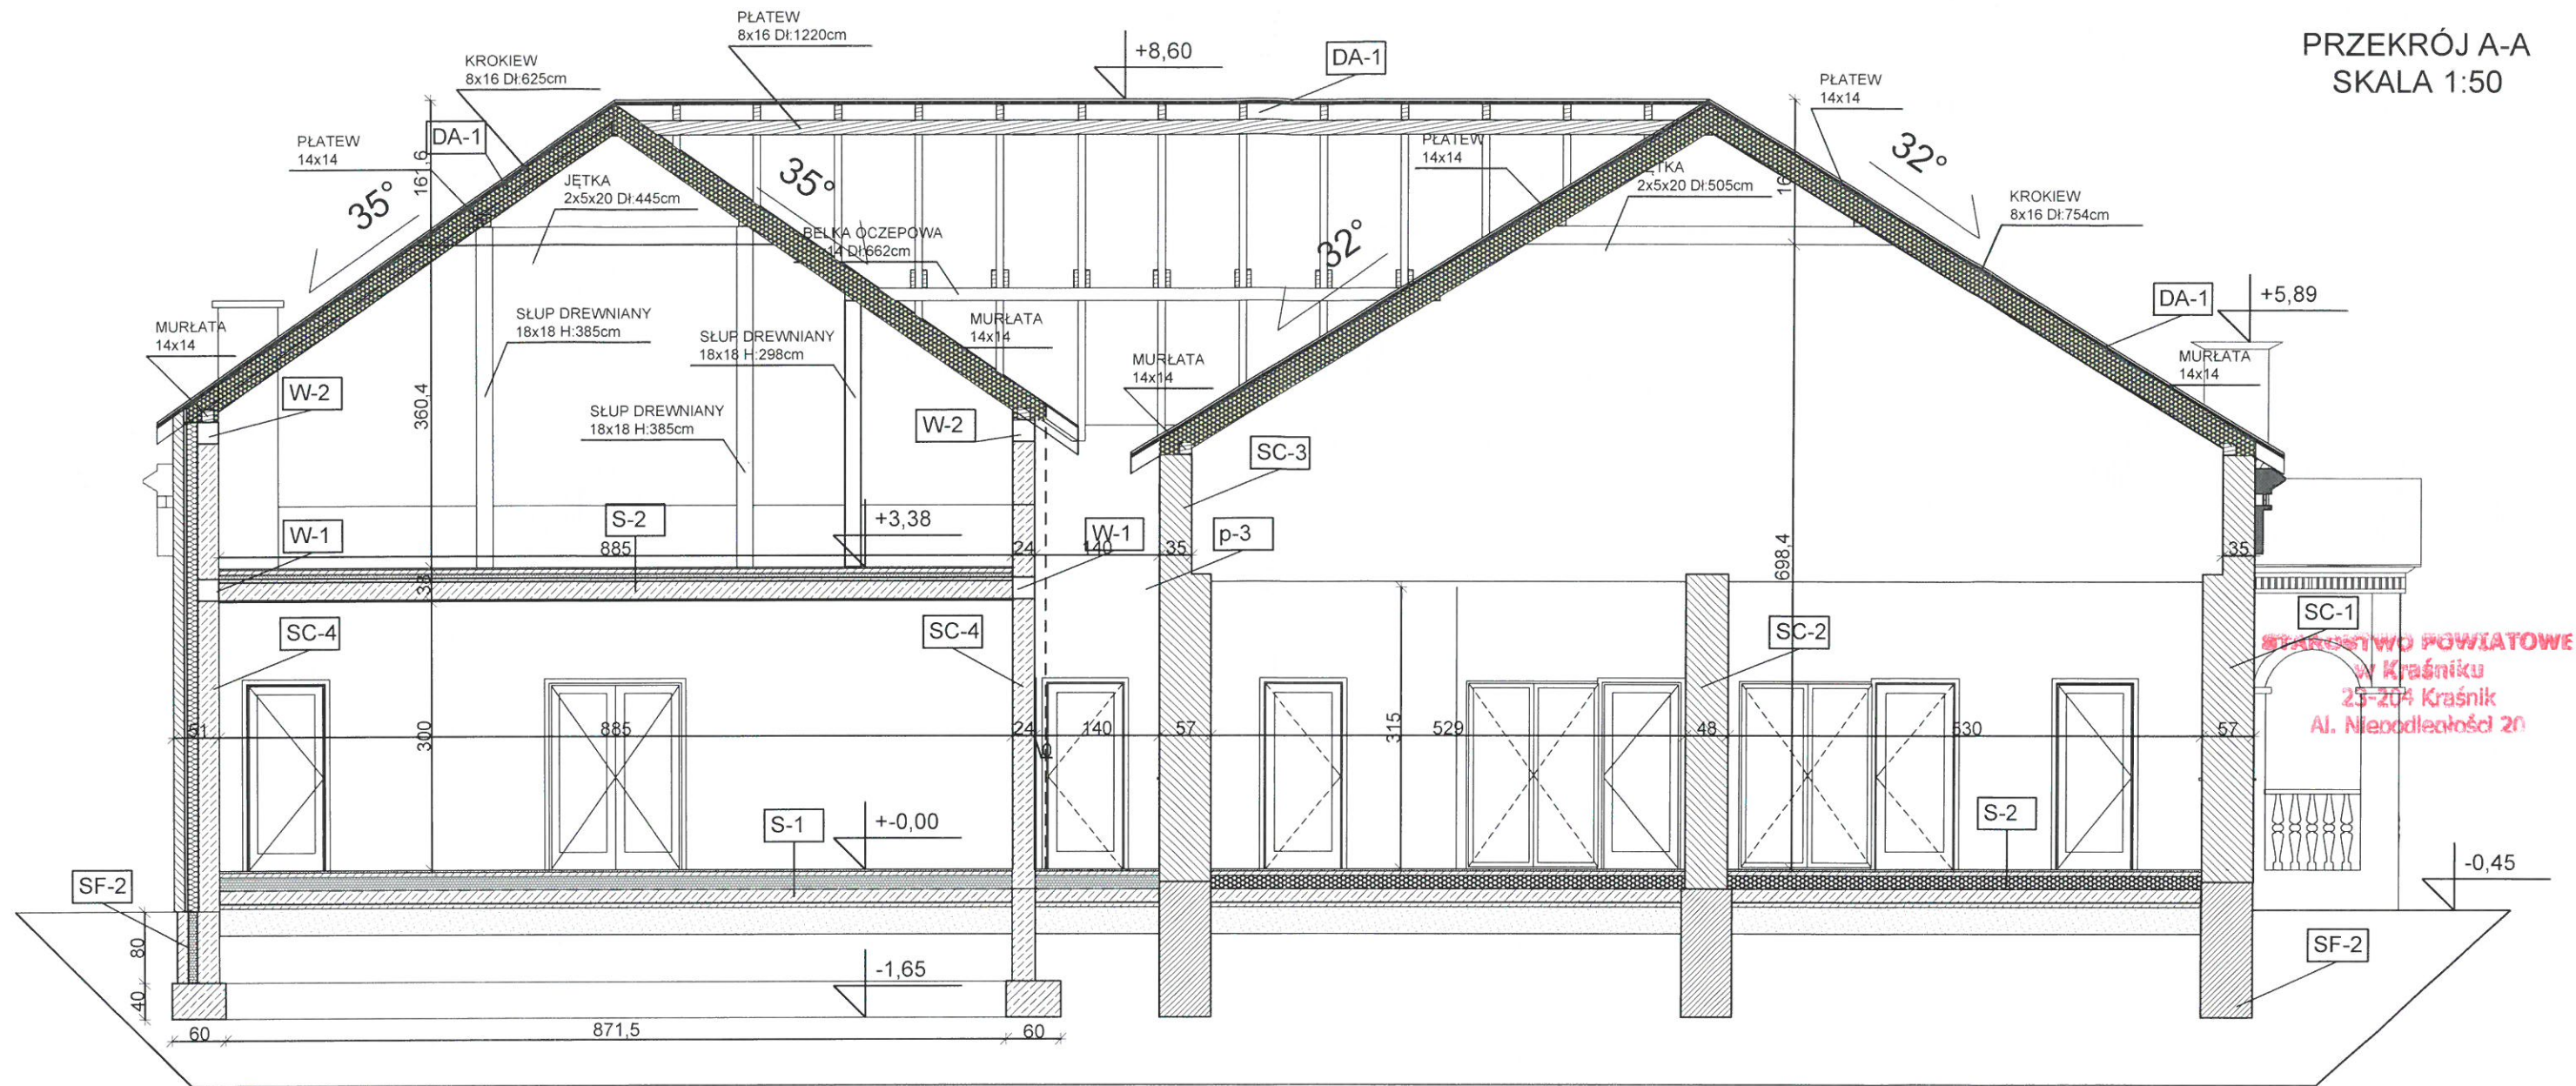 PRZEKRÓJ A-A
SKALA 1:50
PŁATEW
8x16 Dł:1220cm
+8,60
DA-1
KROKIEW
8x16 Dł:625cm
PŁATEW
14x14
PŁATEW
14x14
DA-1
161,6
PŁATEW
14x14
35°
JĘTKA
2x5x20 Dł:445cm
35°
32°
2x5x20 Dł:505cm
KROKIEW
8x16 Dł:754cm
BELKA OCZEPOWA
14 Dł:662cm
32°
DA-1
+5,89
MURŁATA
14x14
SŁUP DREWNIANY
18x18 H:385cm
SŁUP DREWNIANY
18x18 H:298cm
MURŁATA
14x14
MURŁATA
14x14
MURŁATA
14x14
W-2
360,4
SŁUP DREWNIANY
18x18 H:385cm
W-2
SC-3
W-1
S-2
+3,38
W-1
p-3
885
24
140
35
698,4
35
38
SC-4
SC-4
SC-2
SC-1
STAROSTWO POWIATOWE
w Kraśniku
23-204 Kraśnik
Al. Niepodległości 20
51
300
885
24
140
57
315
529
48
530
57
S-1
+-0,00
S-2
SF-2
-0,45
80
-1,65
SF-2
40
60
871,5
60